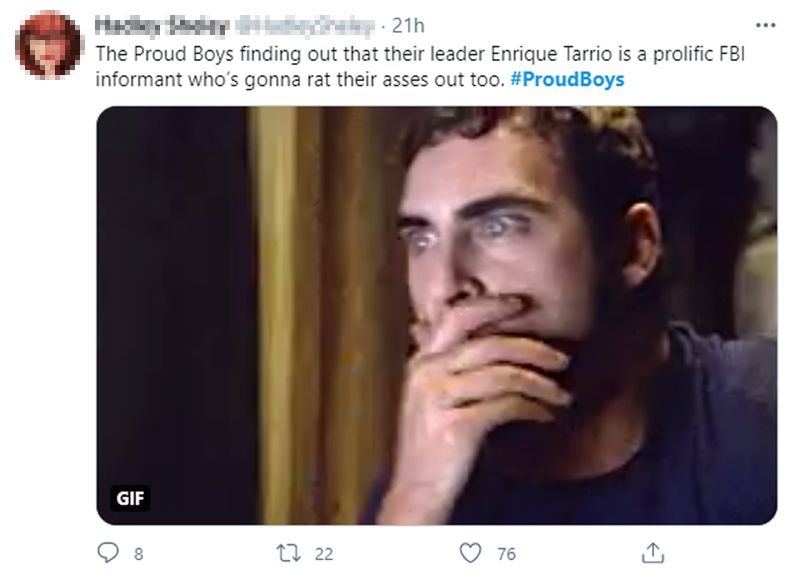 21h
The Proud Boys finding out that their leader Enrique Tarrio is a prolific FBI
informant who's gonna rat their asses out too. #ProudBoys
GIF
8 22 76